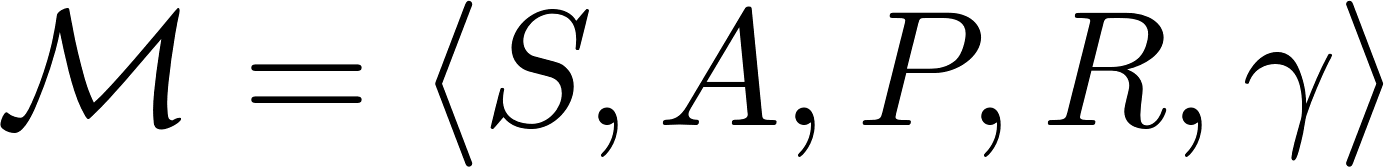 ℳ = ⟨S, A, P, R, γ⟩